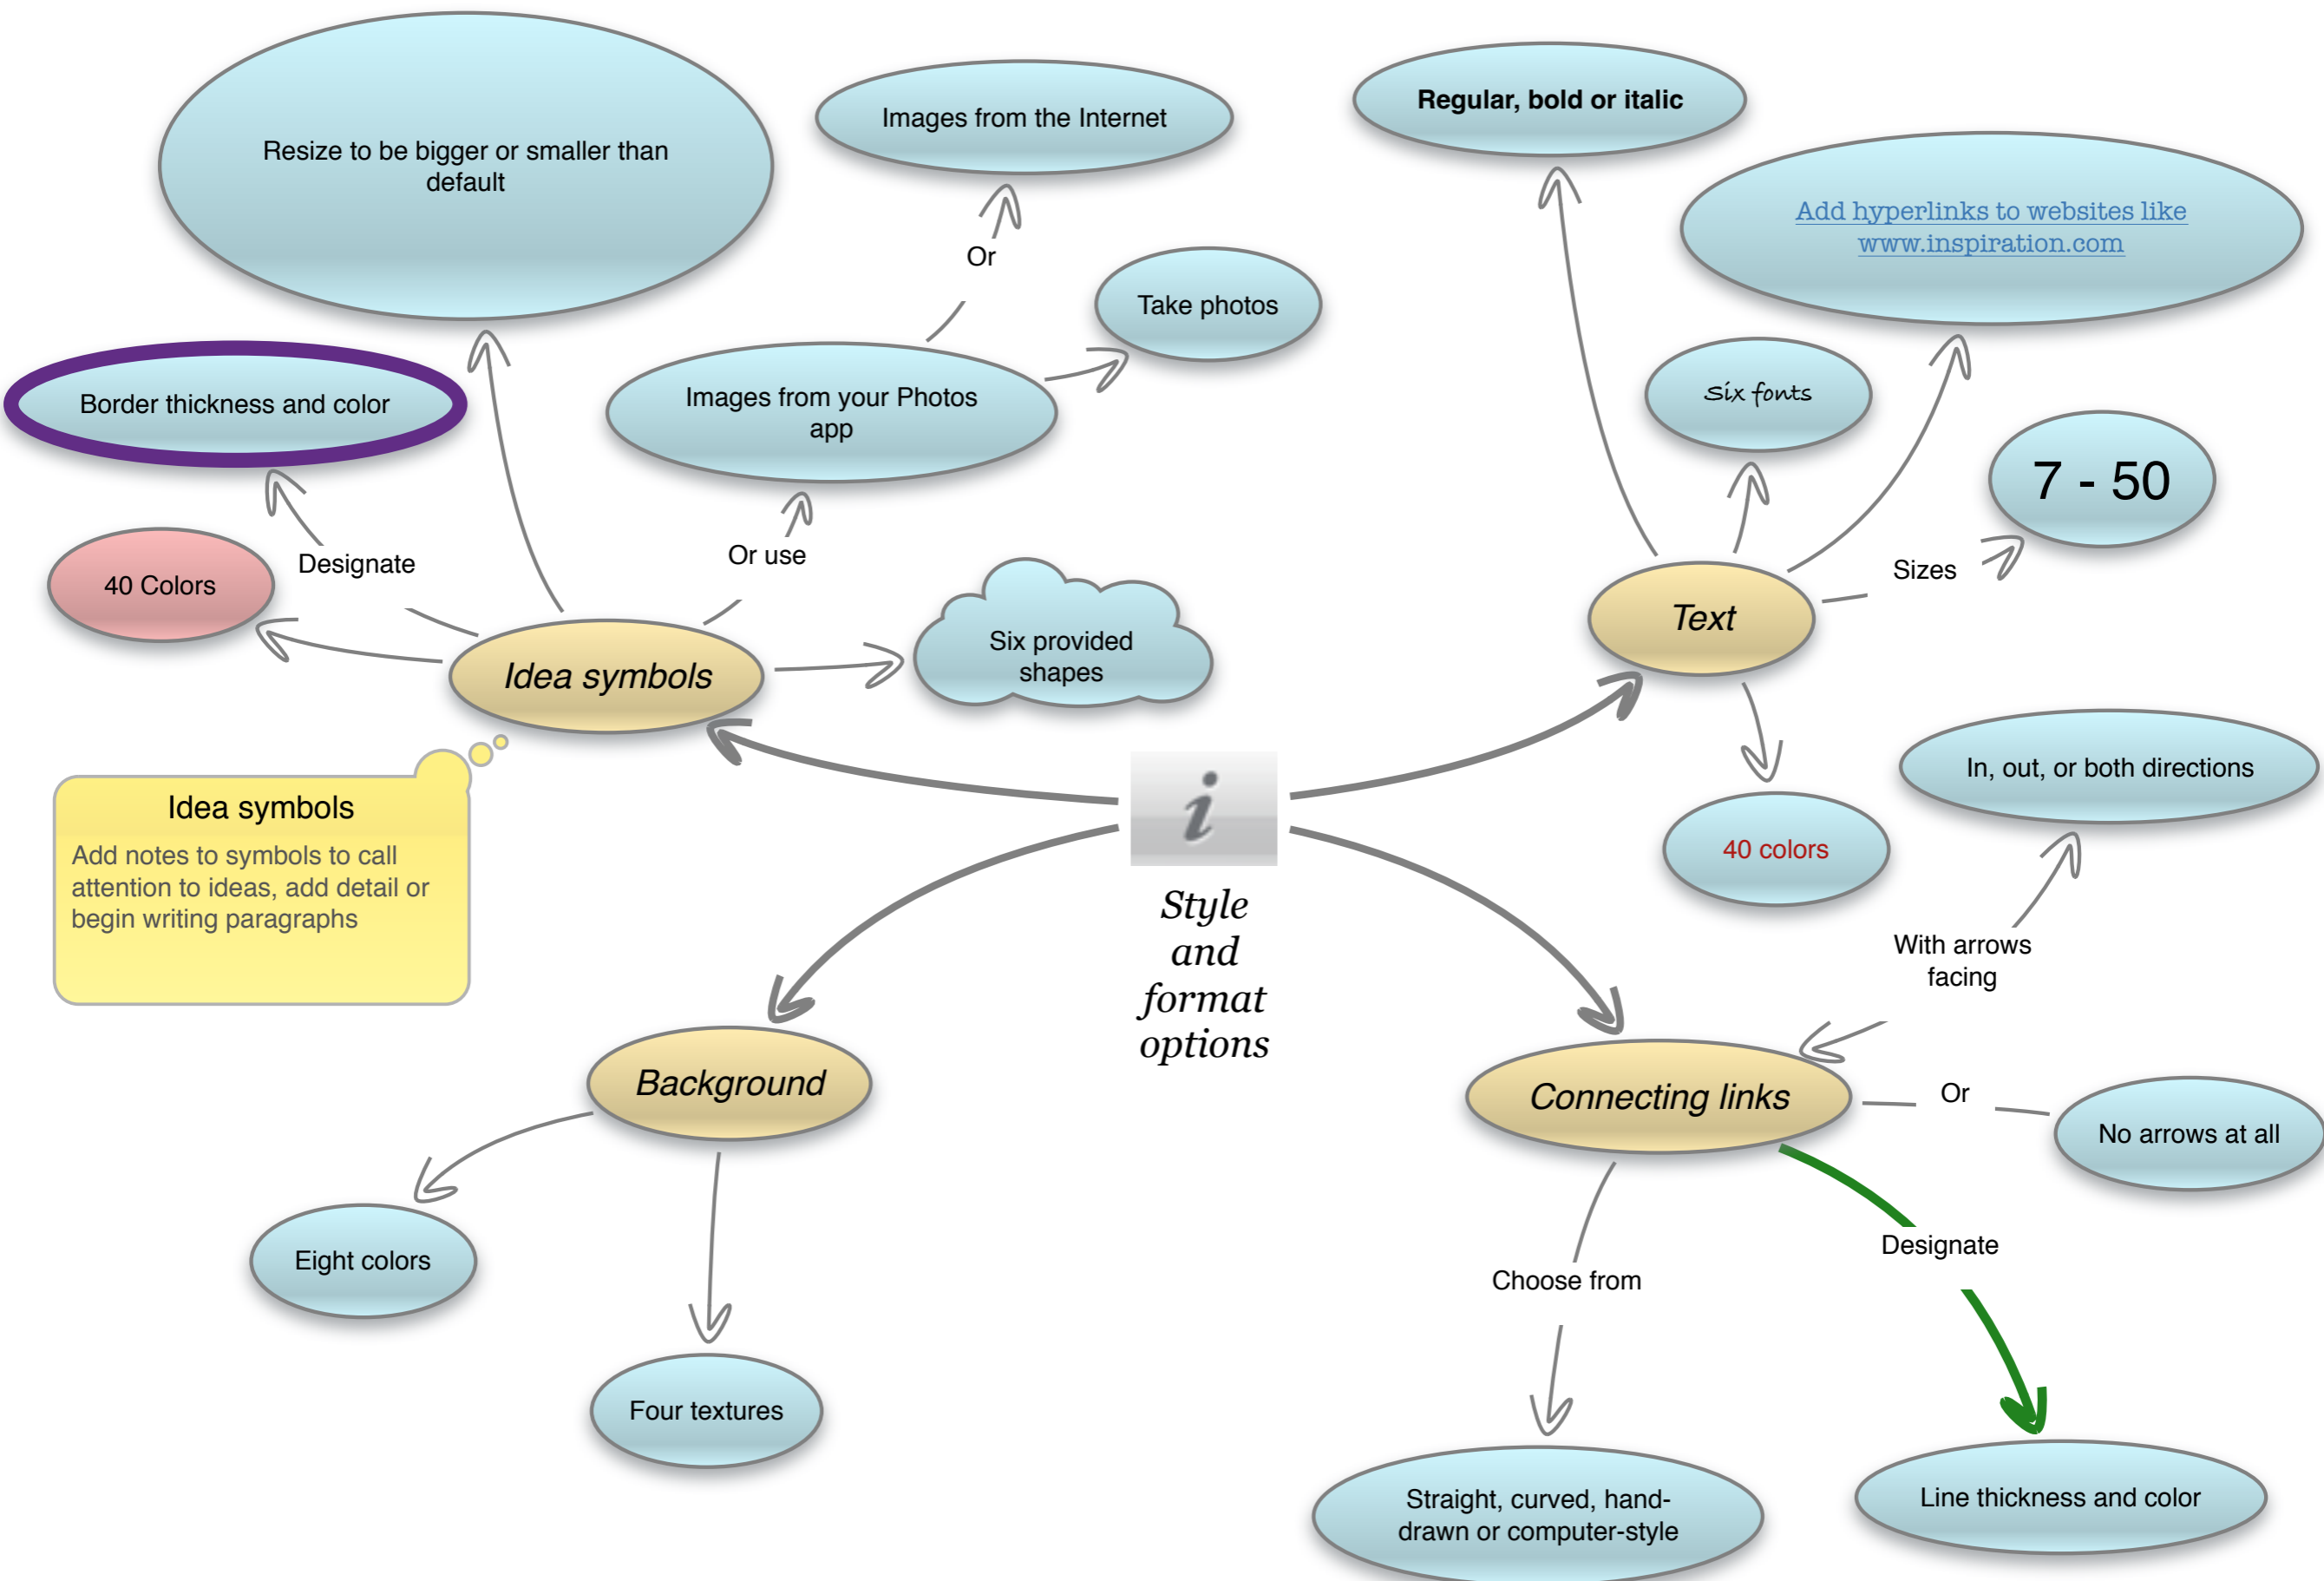 Resize to be bigger or smaller than
default
Images from the Internet
Or
Take photos
Border thickness and color
Images from your Photos
app
Designate
Or use
40 Colors
Six provided
shapes
Idea symbols
Idea symbols
Add notes to symbols to call
attention to ideas, add detail or
begin writing paragraphs
Regular, bold or italic
Add hyperlinks to websites like
www.inspiration.com
Six fonts
7 - 50
Sizes
Text
40 colors
i
Style
and
format
options
In, out, or both directions
With arrows
facing
Connecting links
Or
No arrows at all
Designate
Choose from
Line thickness and color
Straight, curved, hand-
drawn or computer-style
Background
Eight colors
Four textures